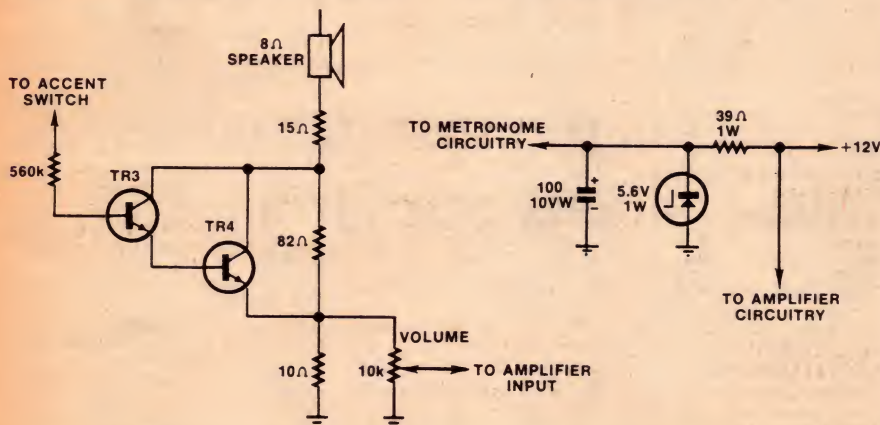 8Ω
SPEAKER
TO ACCENT
SWITCH
15Ω
560k
TR3
TR4
82Ω
VOLUME
10Ω
10k
TO AMPLIFIER
INPUT
TO METRONOME
CIRCUITRY
39Ω
1W
+12V
100
10VW
+
-
5.6V
1W
TO AMPLIFIER
CIRCUITRY